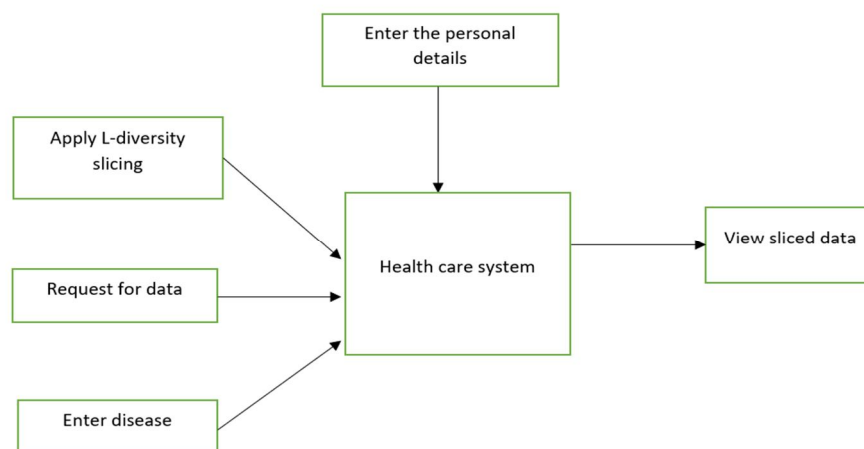 Enter the personal
details
Apply L-diversity
slicing
Health care system
View sliced data
Request for data
Enter disease